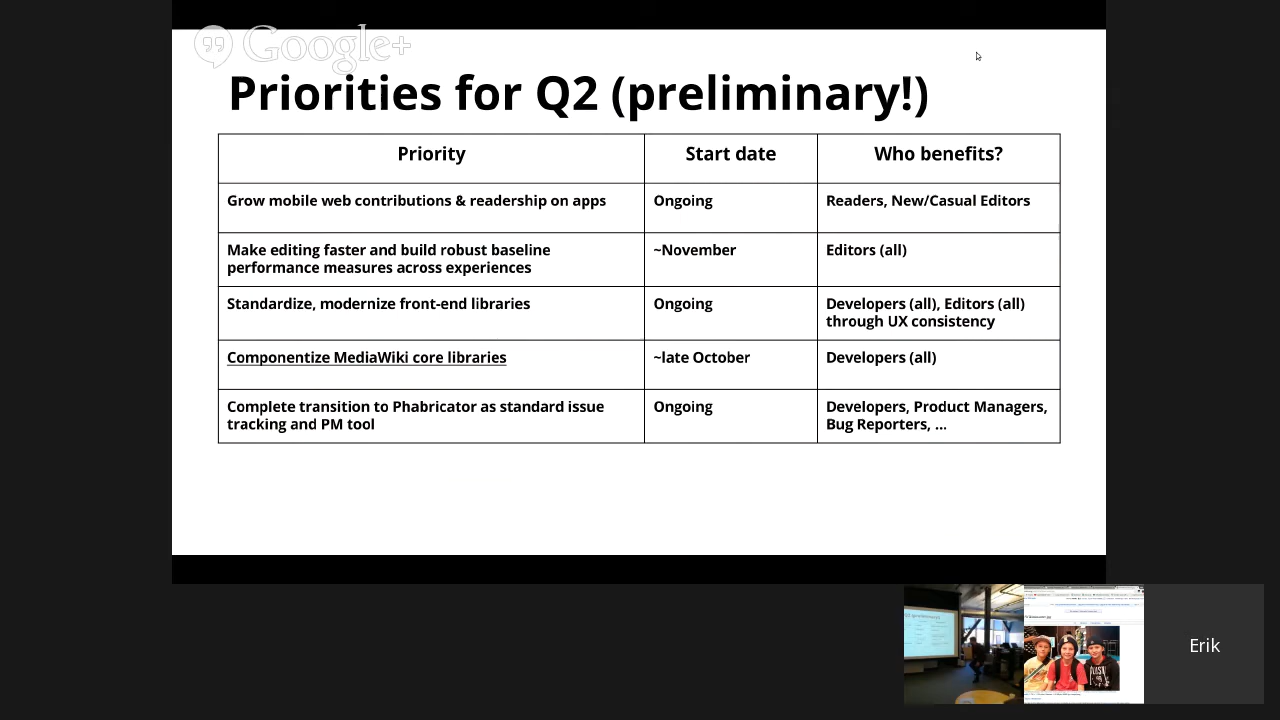 Google+
Priorities for Q2 (preliminary!)
Priority Start date Who benefits?
Grow mobile web contributions & readership on apps Ongoing Readers, New/Casual Editors
Make editing faster and build robust baseline
performance measures across experiences
~November
Editors (all)
Standardize, modernize front-end libraries
Ongoing
Developers (all), Editors (all)
through UX consistency
Componentize MediaWiki core libraries ~late October Developers (all)
Complete transition to Phabricator as standard issue
tracking and PM tool
Ongoing
Developers, Product Managers,
Bug Reporters, ...
Erik